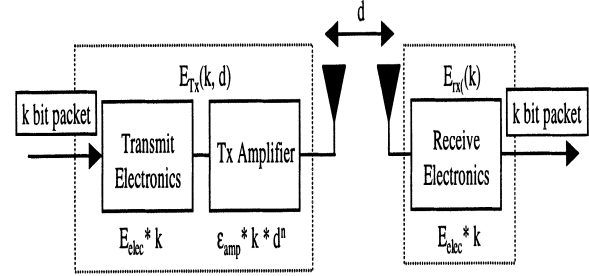 d
E_Tx(k, d)
E_rx((k)
k bit packet
k bit packet
Transmit
Electronics
Tx Amplifier
Receive
Electronics
E_elec * k
ε_amp * k * d^n
E_elec * k